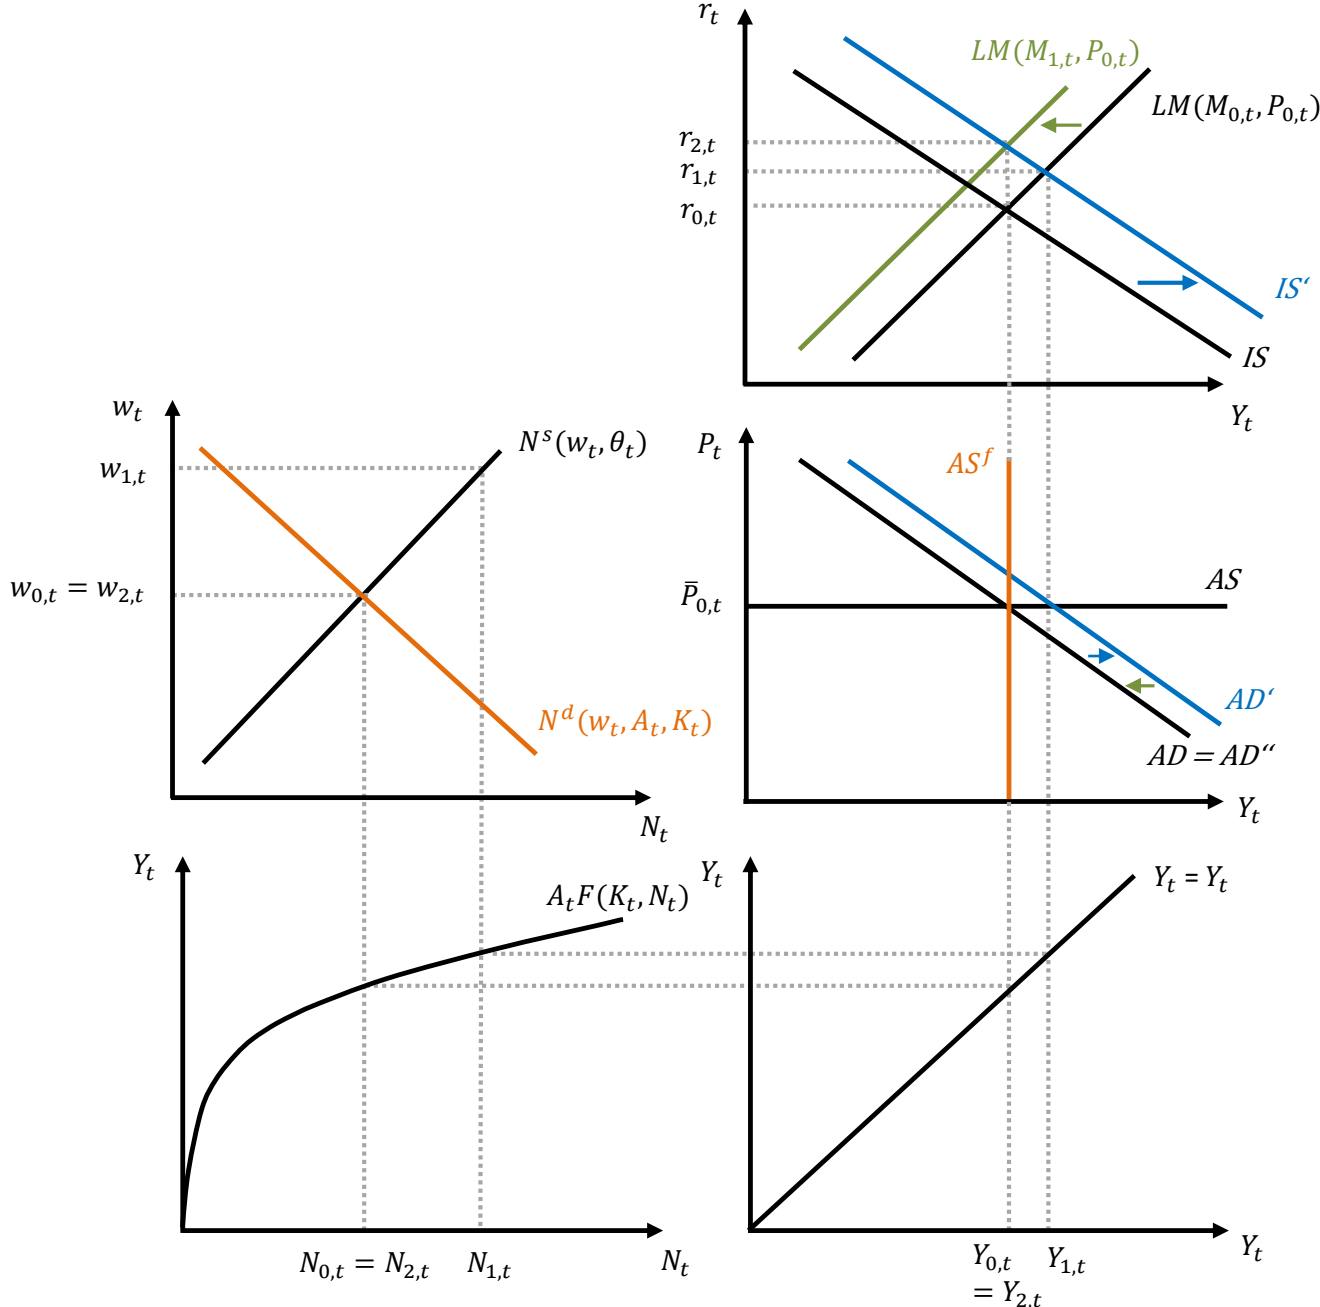 r_t
LM(M_{1,t}, P_{0,t})
LM(M_{0,t}, P_{0,t})
r_{2,t}
r_{1,t}
r_{0,t}
IS‘
IS
Y_t
w_t
N^s(w_t, θ_t)
w_{1,t}
w_{0,t} = w_{2,t}
N^d(w_t, A_t, K_t)
N_t
P_t
AS^f
P̅_{0,t}
AS
AD‘
AD = AD‘‘
Y_t
Y_t
A_tF(K_t, N_t)
N_{0,t} = N_{2,t}
N_{1,t}
N_t
Y_t
Y_t = Y_t
Y_{0,t}
= Y_{2.t}
Y_{1,t}
Y_t